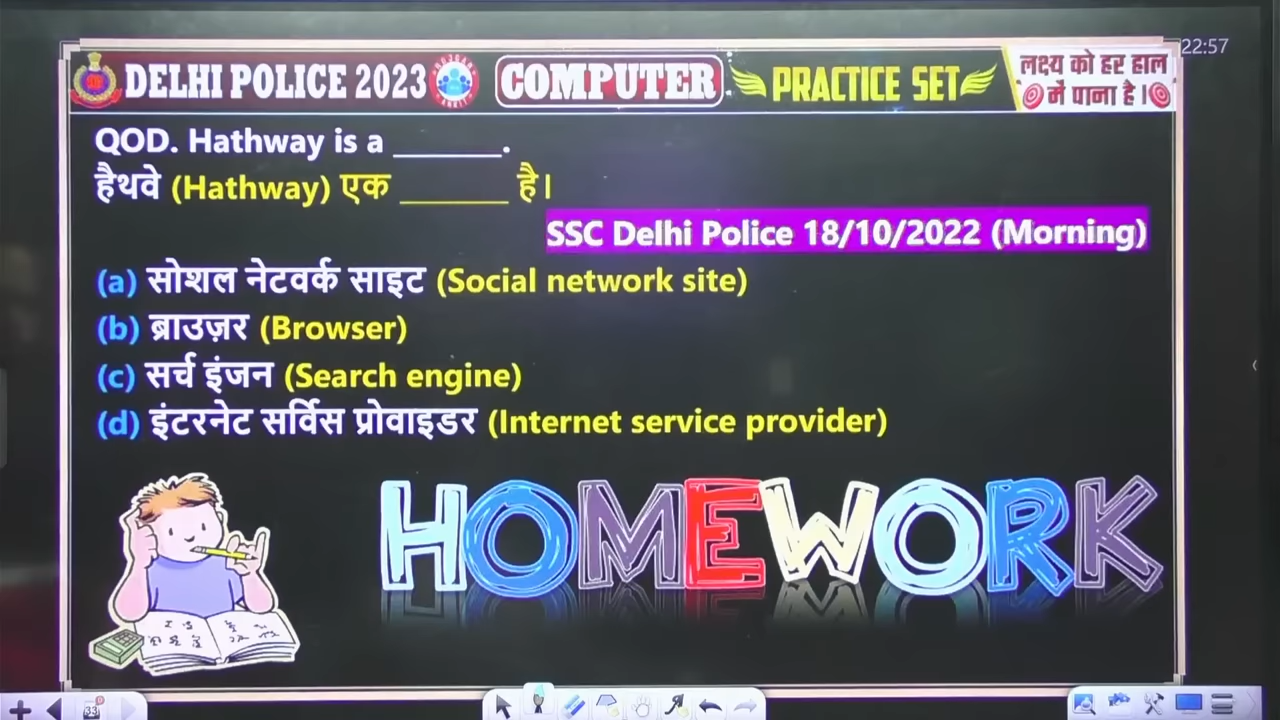 22:57
DELHI POLICE 2023 COMPUTER PRACTICE SET
लक्ष्य को हर हाल
में पाना है।
QOD. Hathway is a _______.
हैथवे (Hathway) एक _______ है।
SSC Delhi Police 18/10/2022 (Morning)
(a) सोशल नेटवर्क साइट (Social network site)
(b) ब्राउज़र (Browser)
(c) सर्च इंजन (Search engine)
(d) इंटरनेट सर्विस प्रोवाइडर (Internet service provider)
HOMEWORK
33